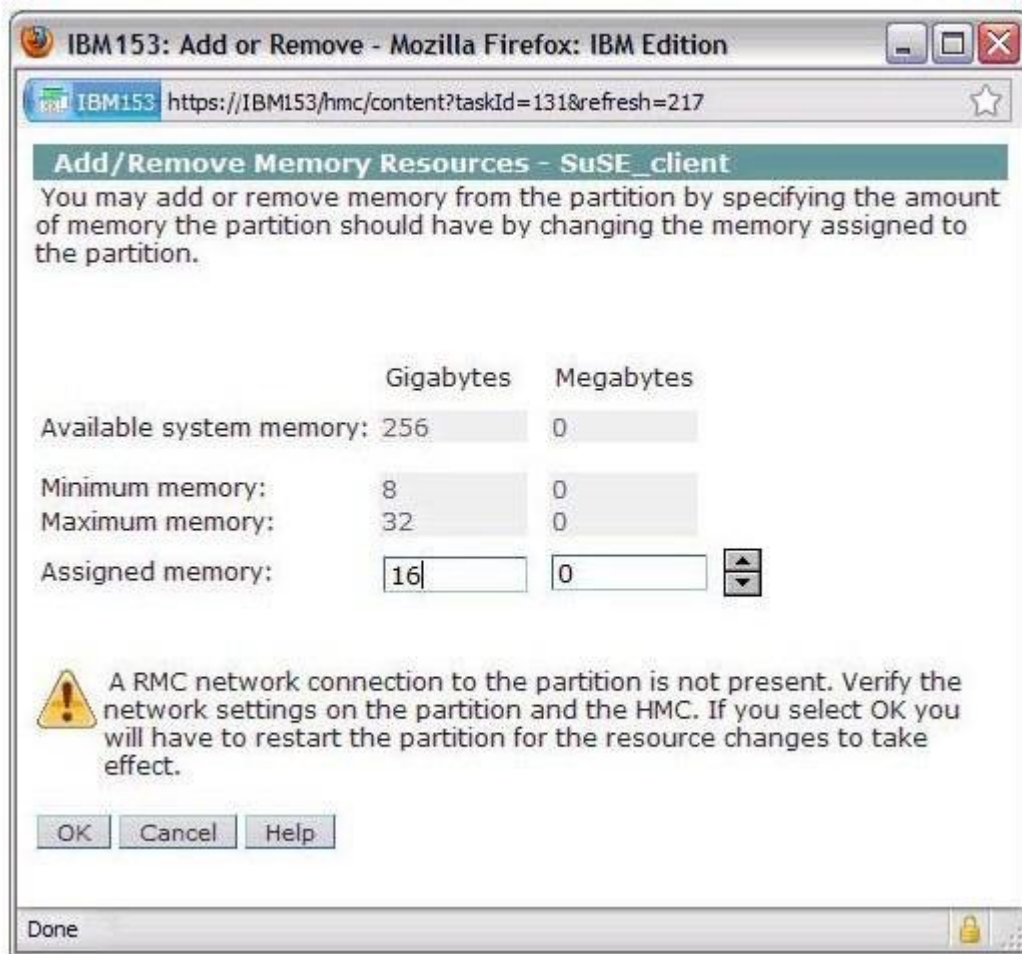 IBM153: Add or Remove - Mozilla Firefox: IBM Edition
IBM153 https://IBM153/hmc/content?taskId=131&refresh=217
Add/Remove Memory Resources - SuSE_client
You may add or remove memory from the partition by specifying the amount
of memory the partition should have by changing the memory assigned to
the partition.
Gigabytes Megabytes
Available system memory: 256 0
Minimum memory: 8 0
Maximum memory: 32 0
Assigned memory: 16 0
A RMC network connection to the partition is not present. Verify the
network settings on the partition and the HMC. If you select OK you
will have to restart the partition for the resource changes to take
effect.
OK Cancel Help
Done